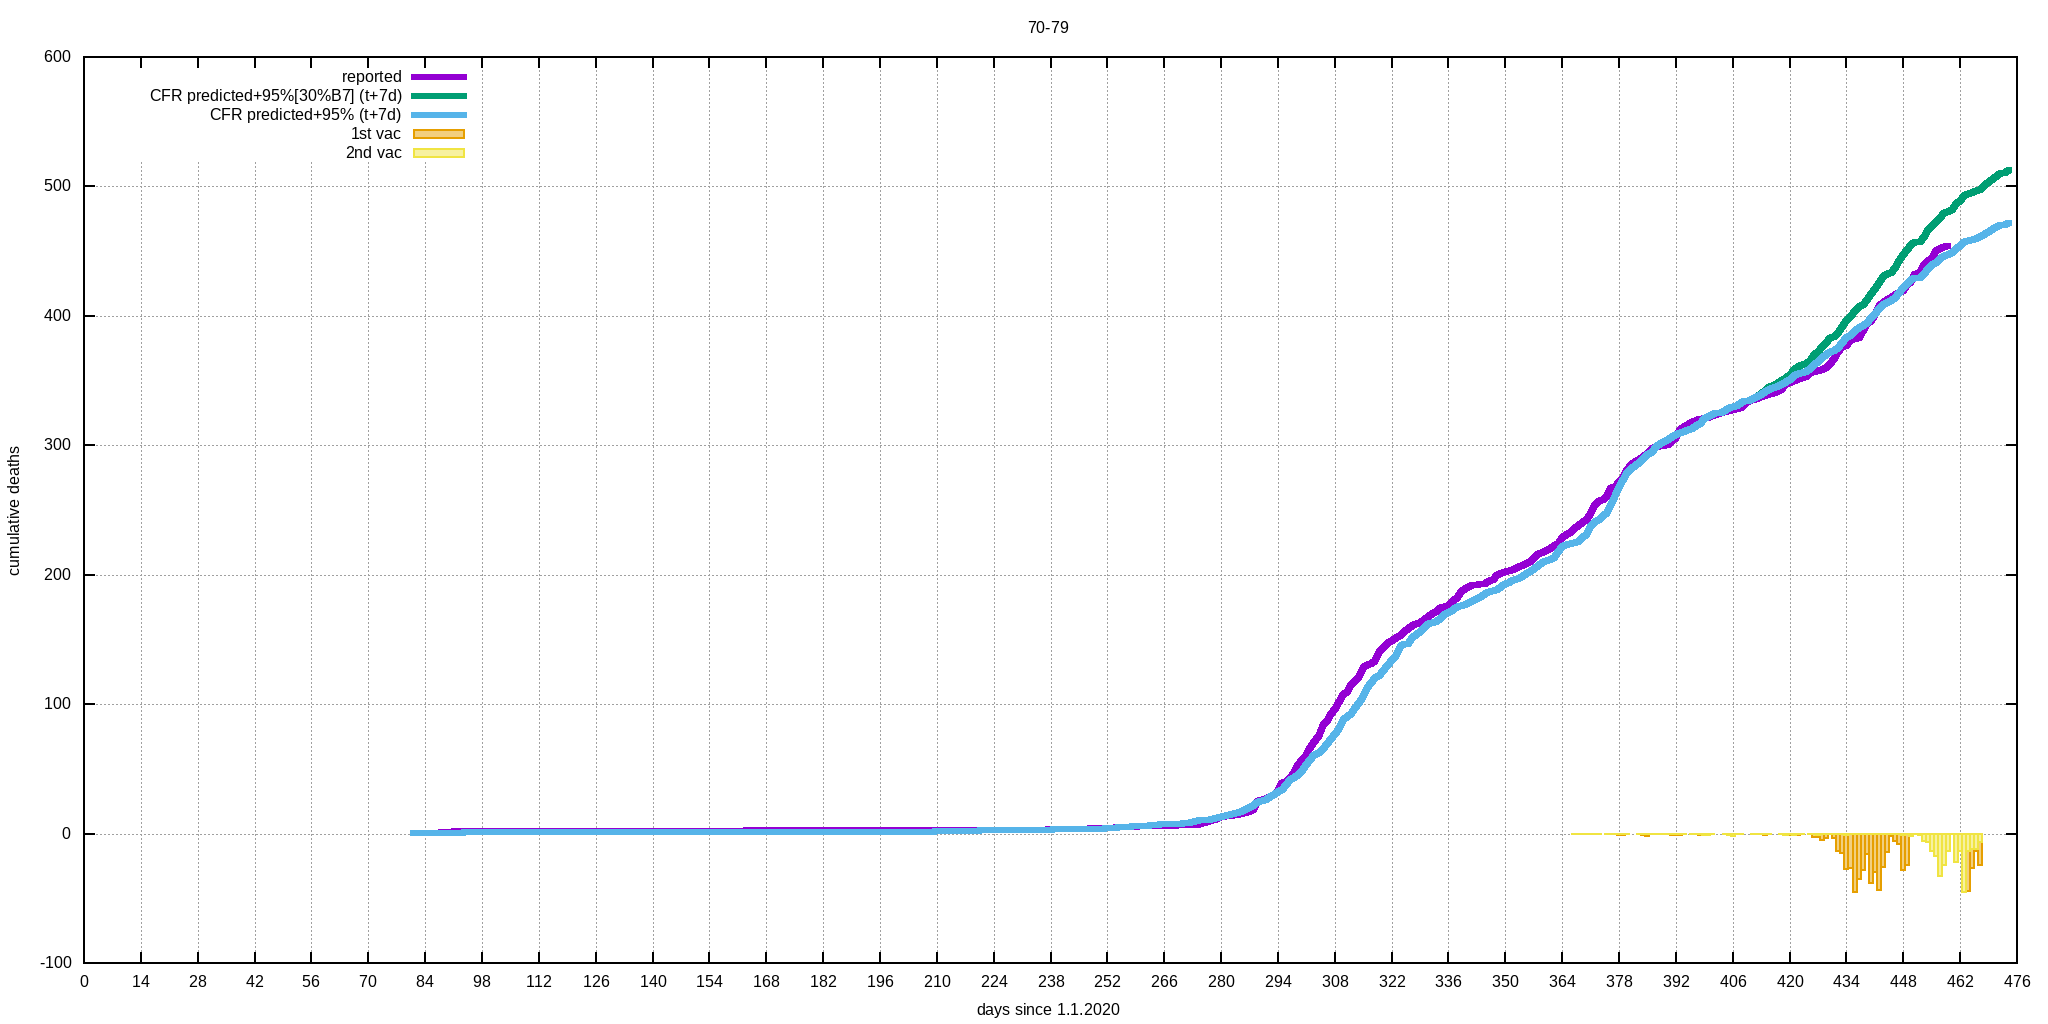 70-79
600
500
400
300
200
100
0
-100
cumulative deaths
reported
CFR predicted+95%[30%B7] (t+7d)
CFR predicted+95% (t+7d)
1st vac
2nd vac
0 14 28 42 56 70 84 98 112 126 140 154 168 182 196 210 224 238 252 266 280 294 308 322 336 350 364 378 392 406 420 434 448 462 476
days since 1.1.2020